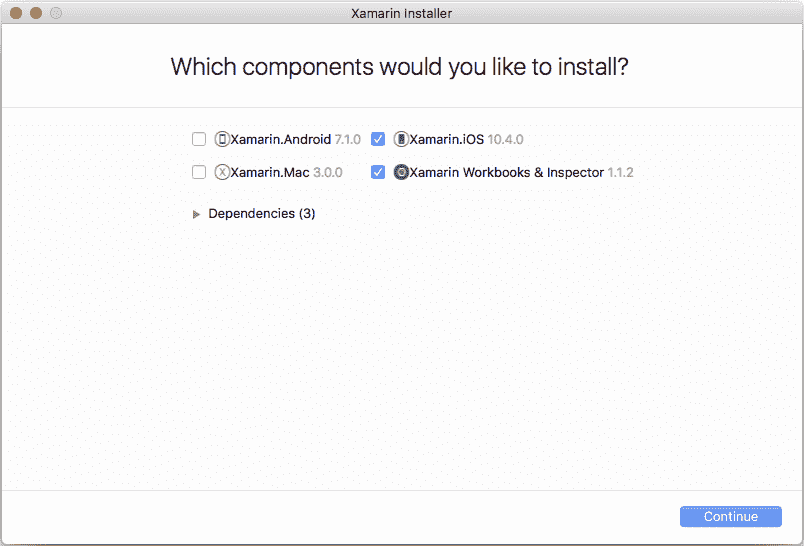 Xamarin Installer
Which components would you like to install?
Xamarin.Android 7.1.0 Xamarin.iOS 10.4.0
Xamarin.Mac 3.0.0 Xamarin Workbooks & Inspector 1.1.2
Dependencies (3)
Continue